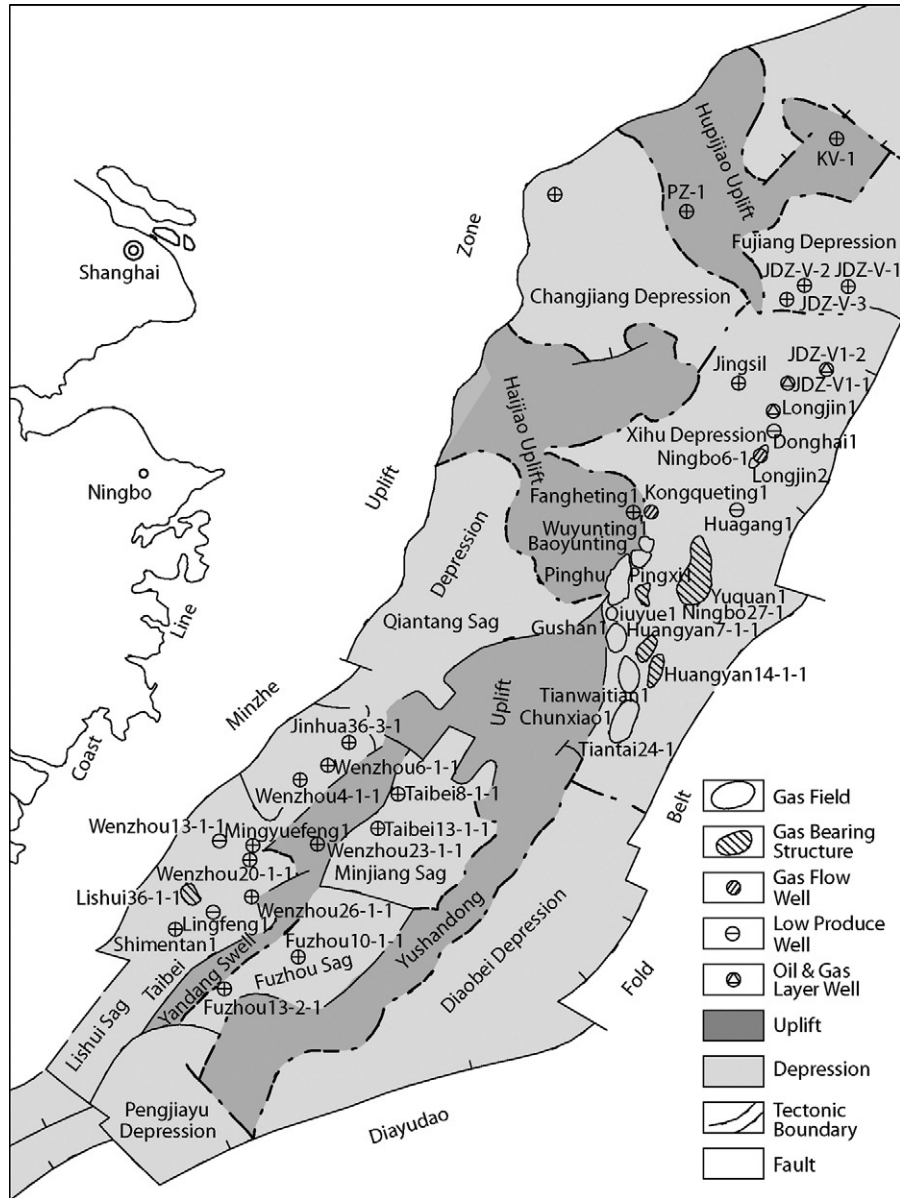 Hupijiao Uplift
KV-1
PZ-1
Zone
Shanghai
Fujiang Depression
JDZ-V-2
JDZ-V-1
JDZ-V-3
Changjiang Depression
Jingsil
JDZ-V1-2
JDZ-V1-1
Longjin1
Haijiao Uplift
Xihu Depression
Donghai1
Ningbo6-1
Longjin2
Ningbo
Uplift
Fangheting1
Kongqueting1
Huagang1
Wuyunting1
Baoyunting
Depression
Pinghu
Pingxi1
Yuquan1
Ningbo27-1
Qiuyue1
Qiantang Sag
Gushan1
Huangyan7-1-1
Line
Huangyan14-1-1
Uplift
Tianwaitian1
Chunxiao1
Tiantai24-1
Minzhe
Coast
Jinhua36-3-1
Wenzhou6-1-1
Wenzhou4-1-1
Taibei8-1-1
Wenzhou13-1-1
Mingyuefeng1
Taibei13-1-1
Wenzhou23-1-1
Minjiang Sag
Wenzhou20-1-1
Lishui36-1-1
Wenzhou26-1-1
Lingfeng1
Shimentan1
Fuzhou10-1-1
Fuzhou Sag
Yushandong
Diaobei Depression
Belt
Fold
Taibei
Yandang Swell
Fuzhou13-2-1
Lishui Sag
Pengjiayu
Depression
Diayudao
Gas Field
Gas Bearing
Structure
Gas Flow
Well
Low Produce
Well
Oil & Gas
Layer Well
Uplift
Depression
Tectonic
Boundary
Fault